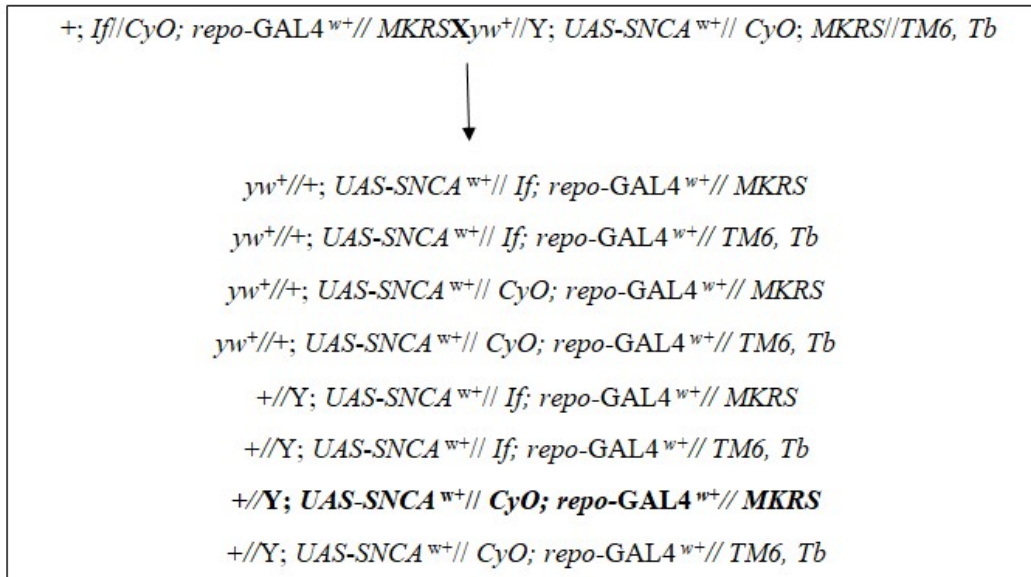 +; If//CyO; repo-GAL4 w+// MKRSXyw+//Y; UAS-SNCA w+// CyO; MKRS//TM6, Tb
yw+//+; UAS-SNCA w+// If; repo-GAL4 w+// MKRS
yw+//+; UAS-SNCA w+// If; repo-GAL4 w+// TM6, Tb
yw+//+; UAS-SNCA w+// CyO; repo-GAL4 w+// MKRS
yw+//+; UAS-SNCA w+// CyO; repo-GAL4 w+// TM6, Tb
+//Y; UAS-SNCA w+// If; repo-GAL4 w+// MKRS
+//Y; UAS-SNCA w+// If; repo-GAL4 w+// TM6, Tb
+//Y; UAS-SNCA w+// CyO; repo-GAL4 w+// MKRS
+//Y; UAS-SNCA w+// CyO; repo-GAL4 w+// TM6, Tb